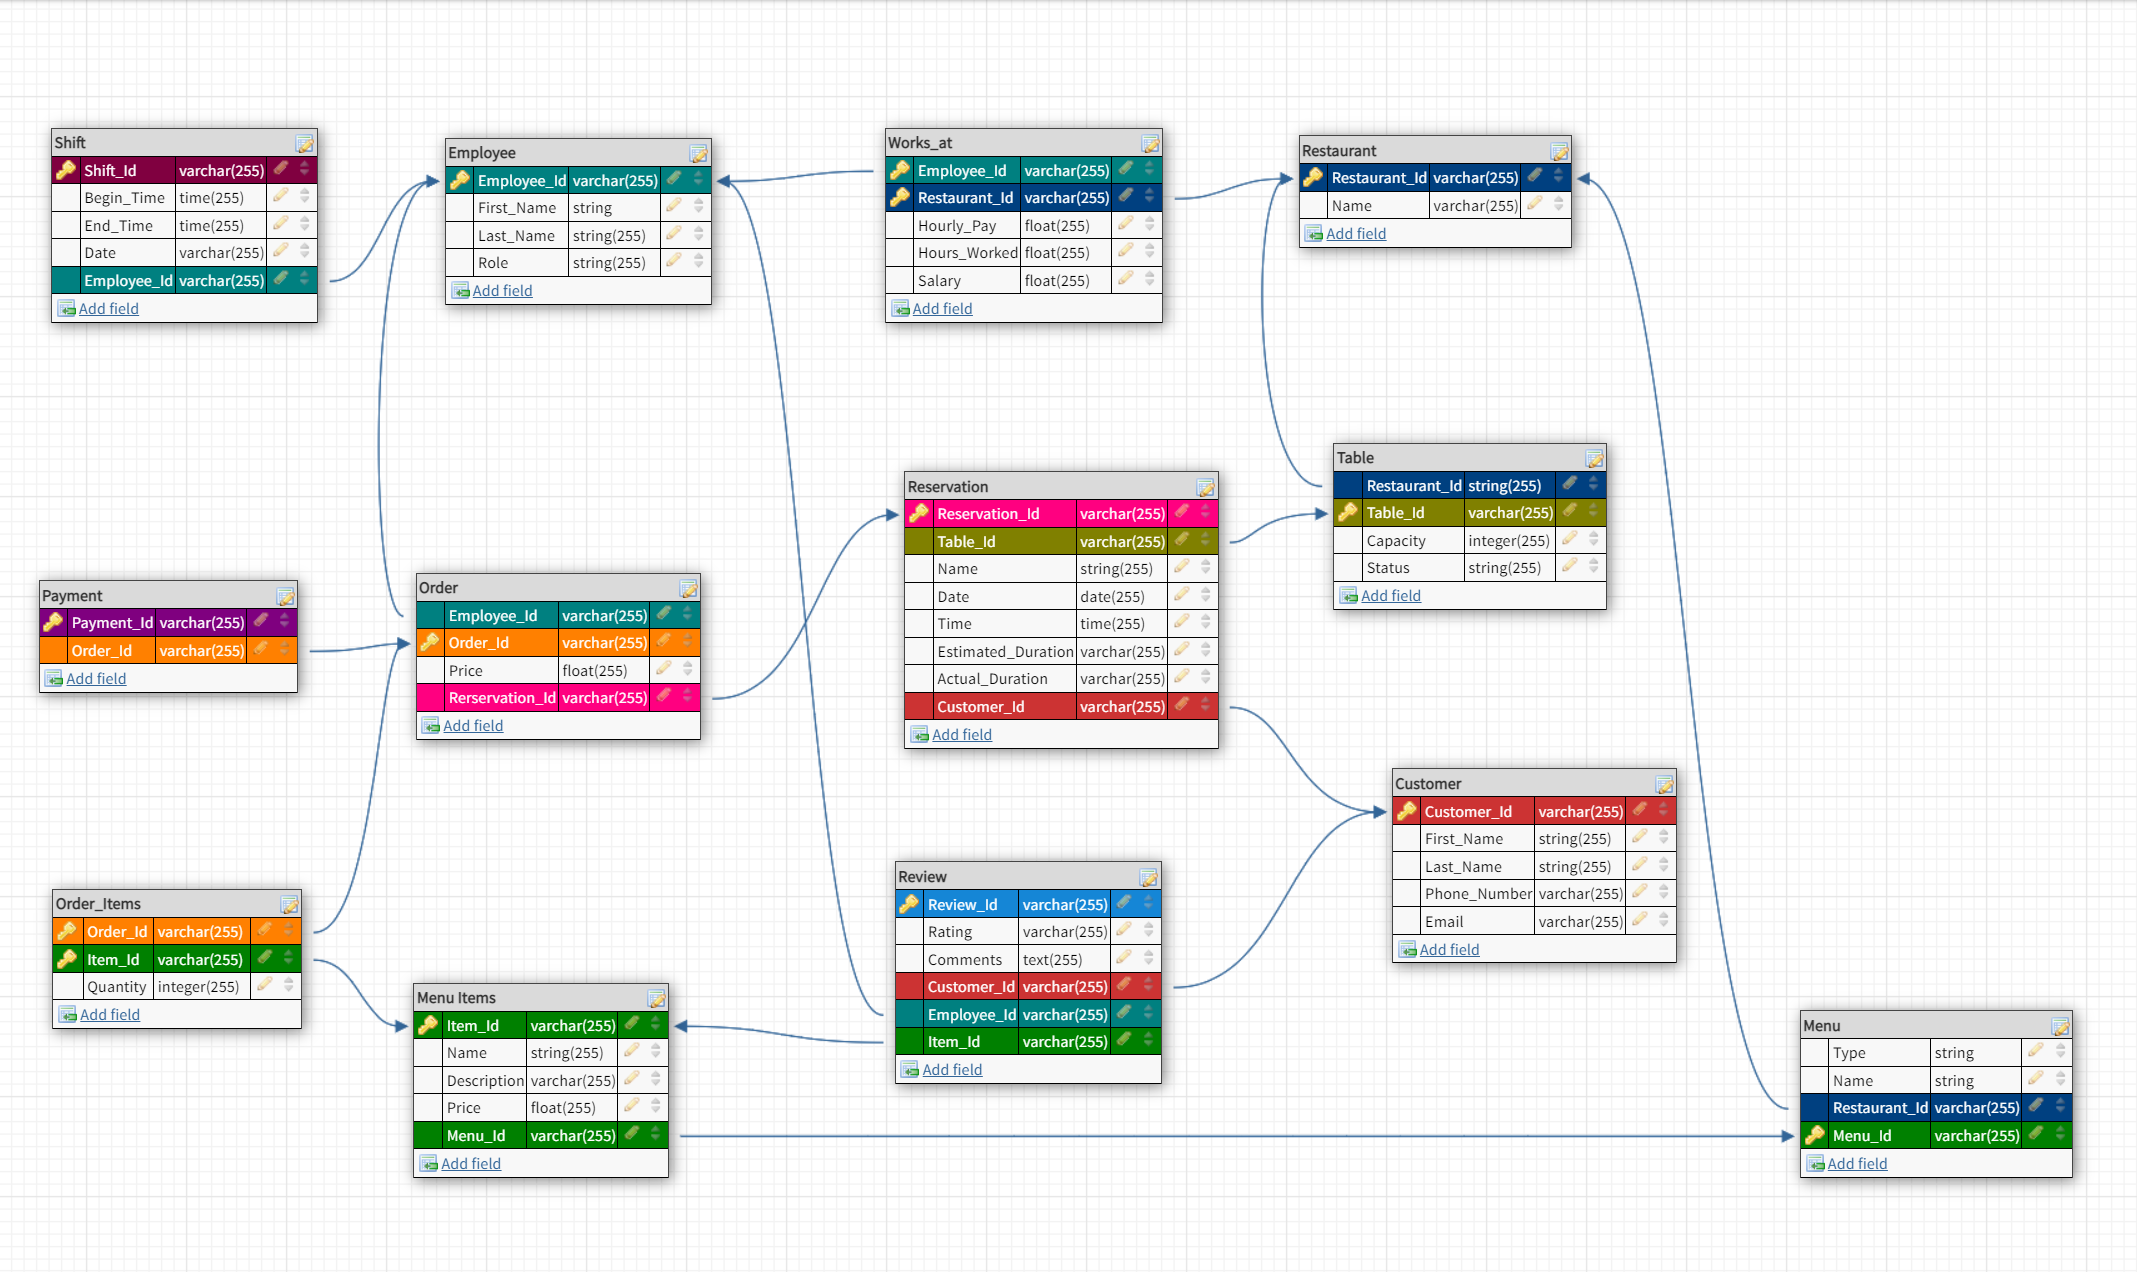 Shift
Shift_Id varchar(255)
Begin_Time time(255)
End_Time time(255)
Date varchar(255)
Employee_Id varchar(255)
Add field
Employee
Employee_Id varchar(255)
First_Name string
Last_Name string(255)
Role string(255)
Add field
Works_at
Employee_Id varchar(255)
Restaurant_Id varchar(255)
Hourly_Pay float(255)
Hours_Worked float(255)
Salary float(255)
Add field
Restaurant
Restaurant_Id varchar(255)
Name varchar(255)
Add field
Table
Restaurant_Id string(255)
Table_Id varchar(255)
Capacity integer(255)
Status string(255)
Add field
Reservation
Reservation_Id varchar(255)
Table_Id varchar(255)
Name string(255)
Date date(255)
Time time(255)
Estimated_Duration varchar(255)
Actual_Duration varchar(255)
Customer_Id varchar(255)
Add field
Payment
Payment_Id varchar(255)
Order_Id varchar(255)
Add field
Order
Employee_Id varchar(255)
Order_Id varchar(255)
Price float(255)
Rerservation_Id varchar(255)
Add field
Customer
Customer_Id varchar(255)
First_Name string(255)
Last_Name string(255)
Phone_Number varchar(255)
Email varchar(255)
Add field
Order_Items
Order_Id varchar(255)
Item_Id varchar(255)
Quantity integer(255)
Add field
Menu Items
Item_Id varchar(255)
Name string(255)
Description varchar(255)
Price float(255)
Menu_Id varchar(255)
Add field
Review
Review_Id varchar(255)
Rating varchar(255)
Comments text(255)
Customer_Id varchar(255)
Employee_Id varchar(255)
Item_Id varchar(255)
Add field
Menu
Type string
Name string
Restaurant_Id varchar(255)
Menu_Id varchar(255)
Add field